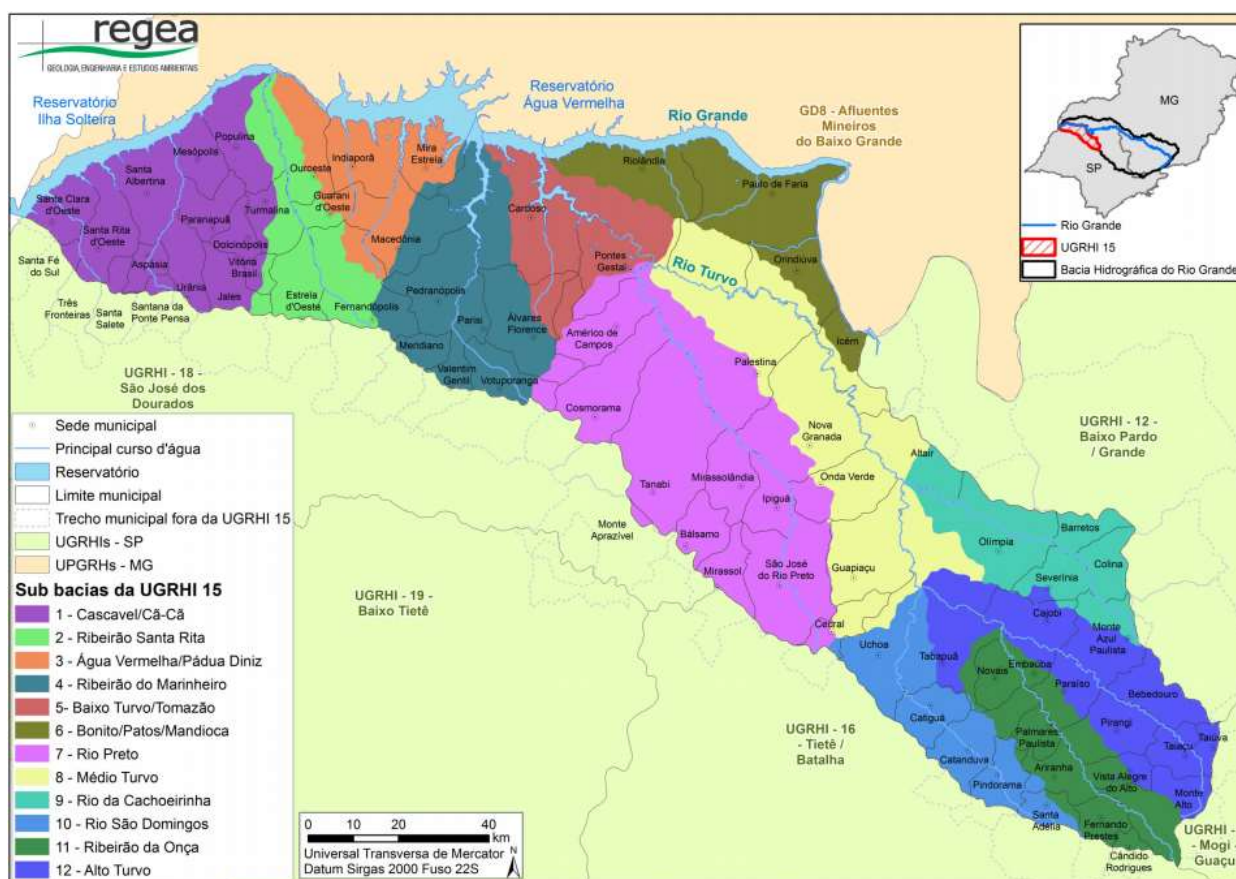 regea
GEOLOGIA, ENGENHARIA E ESTUDOS AMBIENTAIS
Reservatório
Ilha Solteira
Reservatório
Água Vermelha
Rio Grande
GD8 - Afluentes
Mineiros
do Baixo Grande
MG
SP
Rio Grande
UGRHI 15
Bacia Hidrográfica do Rio Grande
Populina
Mesópolis
Santa
Albertina
Santa Clara
d'Oeste
Santa Rita
d'Oeste
Paranapuã
Turmalina
Dolcinópolis
Vitória
Brasil
Aspásia
Urânia
Jales
Santa Fé
do Sul
Três
Fronteiras
Santa
Salete
Santana da
Ponte Pensa
Ouroeste
Indiaporã
Mira
Estrela
Guarani
d'Oeste
Macedônia
Estrela
d'Oeste
Fernandópolis
Pedranópolis
Parisi
Meridiano
Valentim
Gentil
Votuporanga
Álvares
Florence
Cardoso
Pontes
Gestal
Riolândia
Paulo de Faria
Orindiúva
Icém
Rio Turvo
Américo de
Campos
Palestina
Cosmorama
Nova
Granada
Tanabi
Mirassolândia
Ipiguá
Onda Verde
Altair
Monte
Aprazível
Bálsamo
Mirassol
São José
do Rio Preto
Guapiaçu
Cedral
Olímpia
Barretos
Colina
Severínia
Cajobi
Monte
Azul
Paulista
Uchoa
Tabapuã
Novais
Embaúba
Paraíso
Bebedouro
Pirangi
Taiúva
Taiaçu
Catiguá
Palmares
Paulista
Catanduva
Ariranha
Vista Alegre
do Alto
Monte
Alto
Pindorama
Santa
Adélia
Fernando
Prestes
Cândido
Rodrigues
UGRHI - 18 -
São José dos
Dourados
UGRHI - 12 -
Baixo Pardo
/ Grande
UGRHI - 19 -
Baixo Tietê
UGRHI - 16
- Tietê /
Batalha
UGRHI -
- Mogi -
Guaçu
Sede municipal
Principal curso d'água
Reservatório
Limite municipal
Trecho municipal fora da UGRHI 15
UGRHIs - SP
UPGRHs - MG
Sub bacias da UGRHI 15
1 - Cascavel/Cã-Cã
2 - Ribeirão Santa Rita
3 - Água Vermelha/Pádua Diniz
4 - Ribeirão do Marinheiro
5- Baixo Turvo/Tomazão
6 - Bonito/Patos/Mandioca
7 - Rio Preto
8 - Médio Turvo
9 - Rio da Cachoeirinha
10 - Rio São Domingos
11 - Ribeirão da Onça
12 - Alto Turvo
0 10 20 40
km
Universal Transversa de Mercator
Datum Sirgas 2000 Fuso 22S
N